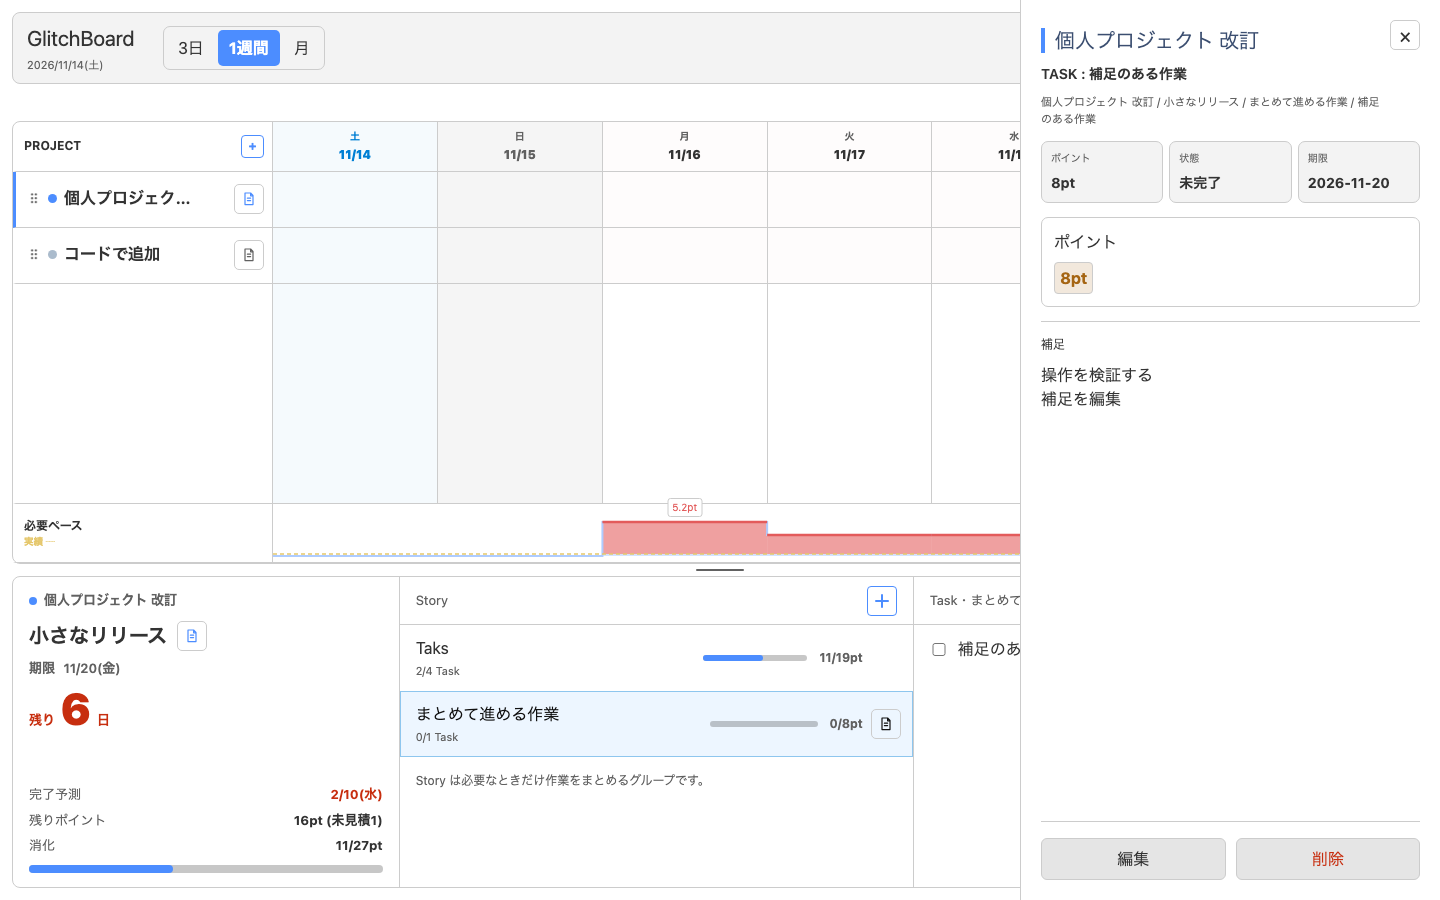 GlitchBoard
2026/11/14(土)
3日 1週間 月
PROJECT
+
土
11/14
日
11/15
月
11/16
火
11/17
水
11/1
個人プロジェク...
コードで追加
必要ペース
実績 —
5.2pt
個人プロジェクト 改訂
小さなリリース
期限 11/20(金)
残り 6 日
完了予測 2/10(水)
残りポイント 16pt (未見積1)
消化 11/27pt
Story
+
Taks
2/4 Task
11/19pt
まとめて進める作業
0/1 Task
0/8pt
Story は必要なときだけ作業をまとめるグループです。
Task・まとめて
補足のあ
個人プロジェクト 改訂
×
TASK : 補足のある作業
個人プロジェクト 改訂 / 小さなリリース / まとめて進める作業 / 補足
のある作業
ポイント
8pt
状態
未完了
期限
2026-11-20
ポイント
8pt
補足
操作を検証する
補足を編集
編集
削除